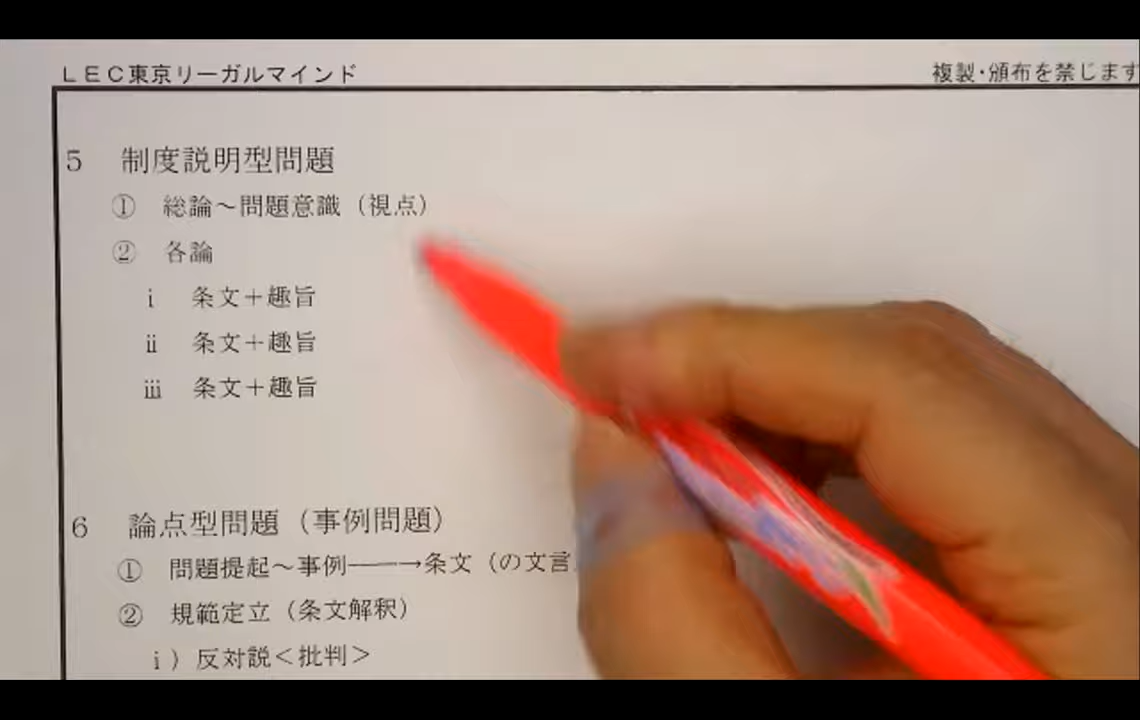 LEC東京リーガルマインド
複製・頒布を禁じます
5 制度説明型問題
① 総論～問題意識（視点）
② 各論
ⅰ 条文＋趣旨
ⅱ 条文＋趣旨
ⅲ 条文＋趣旨
6 論点型問題（事例問題）
① 問題提起～事例――→条文（の文言
② 規範定立（条文解釈）
ⅰ）反対説＜批判＞